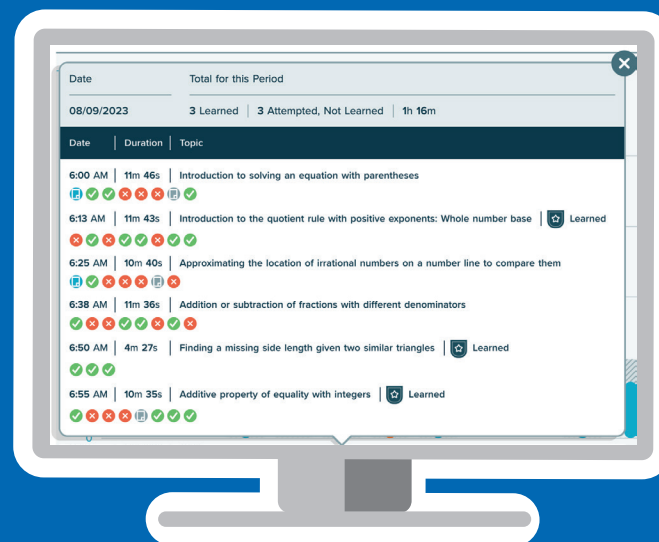 Date Total for this Period
08/09/2023 3 Learned | 3 Attempted, Not Learned | 1h 16m
Date | Duration | Topic
6:00 AM | 11m 46s | Introduction to solving an equation with parentheses
6:13 AM | 11m 43s | Introduction to the quotient rule with positive exponents: Whole number base | Learned
6:25 AM | 10m 40s | Approximating the location of irrational numbers on a number line to compare them
6:38 AM | 11m 36s | Addition or subtraction of fractions with different denominators
6:50 AM | 4m 27s | Finding a missing side length given two similar triangles | Learned
6:55 AM | 10m 35s | Additive property of equality with integers | Learned